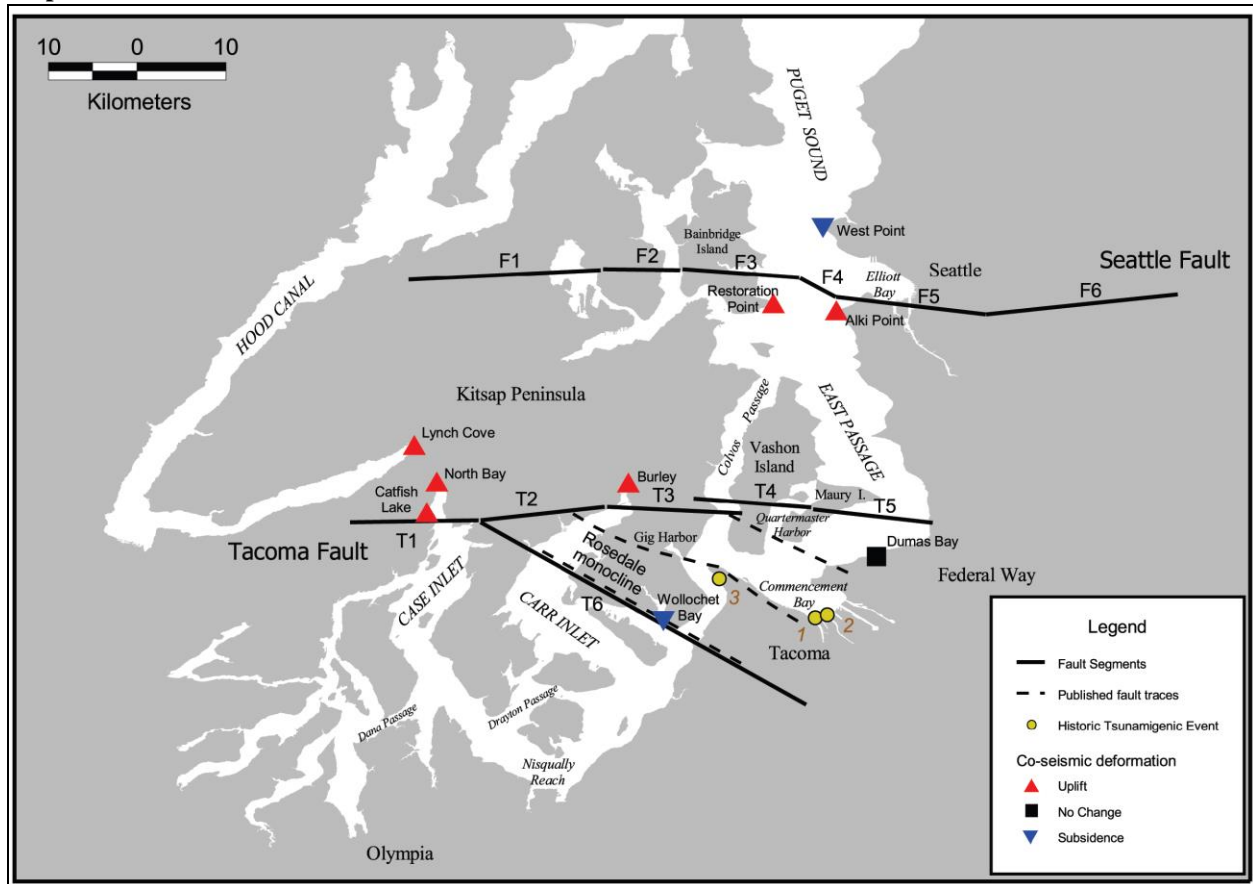 10 0 10
Kilometers
PUGET SOUND
West Point
Bainbridge
Island
F1
F2
F3
F4
Elliott
Bay
Seattle
Seattle Fault
F5
F6
Restoration
Point
Alki Point
HOOD CANAL
Kitsap Peninsula
Colvos Passage
EAST PASSAGE
Lynch Cove
North Bay
Catfish
Lake
Burley
Vashon
Island
T1
T2
T3
T4
Maury I.
T5
Tacoma Fault
Quartermaster
Harbor
Dumas Bay
Gig Harbor
Federal Way
Rosedale
monocline
CASE INLET
CARR INLET
T6
Wollochet
Bay
3
Commencement
Bay
1
2
Tacoma
Dana Passage
Drayton Passage
Nisqually
Reach
Olympia
Legend
Fault Segments
Published fault traces
Historic Tsunamigenic Event
Co-seismic deformation
Uplift
No Change
Subsidence